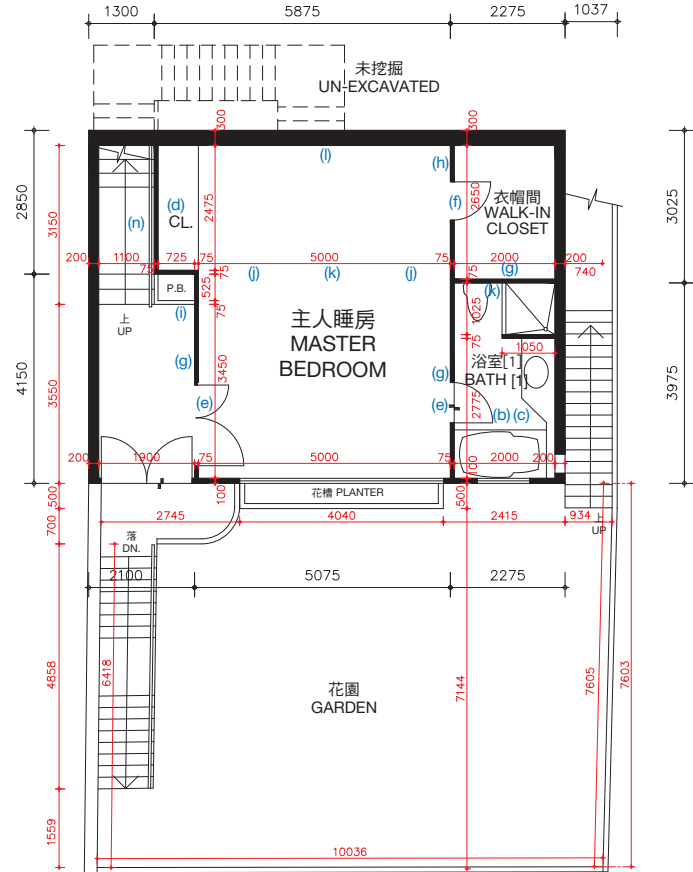 1300 5875 2275 1037
未挖掘
UN-EXCAVATED
300 300
(l) (h)
2850 3150 (n) (d) CL. 2475 (f) 2650 衣帽間
WALK-IN
CLOSET 3025
200 1100 725 75 5000 75 2000 200
75 (j) (k) (j) 75 (g) 740
P.B. 525 (k)
(i) 75
上
UP
主人睡房
MASTER
BEDROOM
1025
75 1050
浴室[1]
BATH [1]
4150 3550 (g) 3450 (g) 3975
(e) (e) 2775 (b) (c)
200 1900 75 5000 75 2000 200
100 100
500 花槽 PLANTER 500
700 2745 4040 2415 934
落
DN.
上
UP
2100 5075 2275
4858 6418 7144 7605 7603
花園
GARDEN
1559
10036